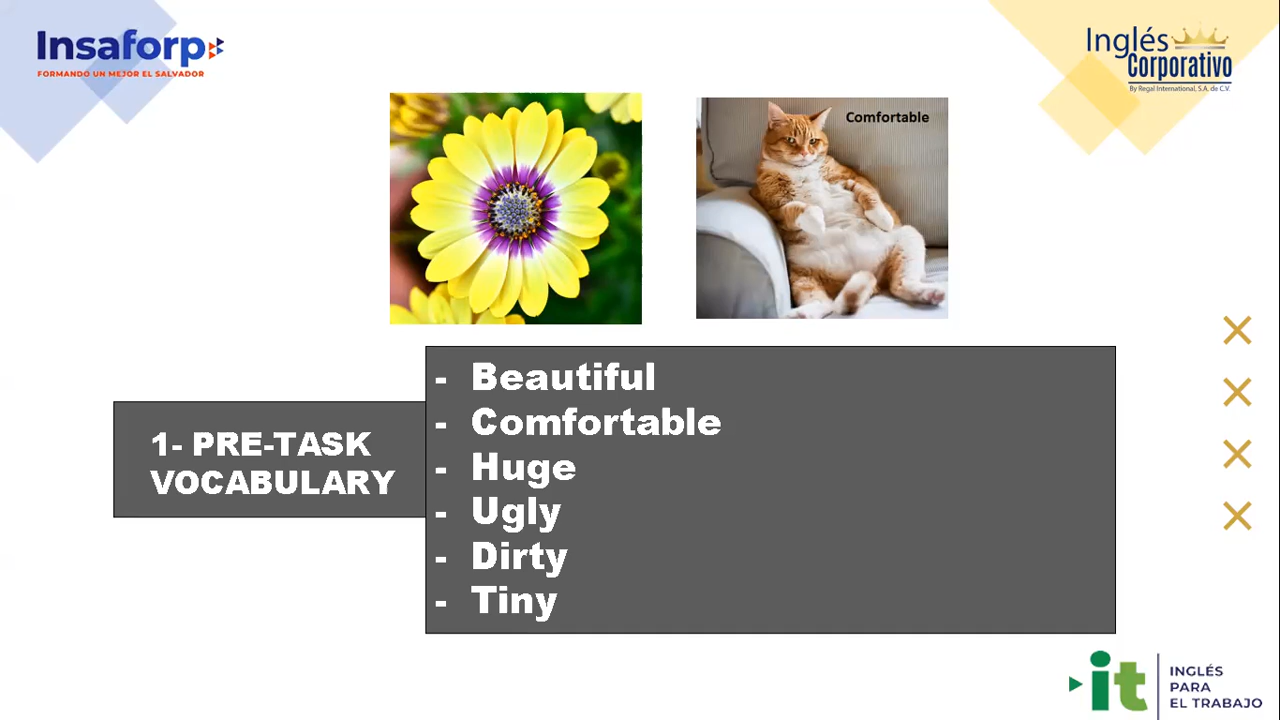 Insaforp
FORMANDO UN MEJOR EL SALVADOR
Inglés
Corporativo
By Regal International, S.A. de C.V.
Comfortable
1- PRE-TASK
VOCABULARY
- Beautiful
- Comfortable
- Huge
- Ugly
- Dirty
- Tiny
it
INGLÉS
PARA
EL TRABAJO